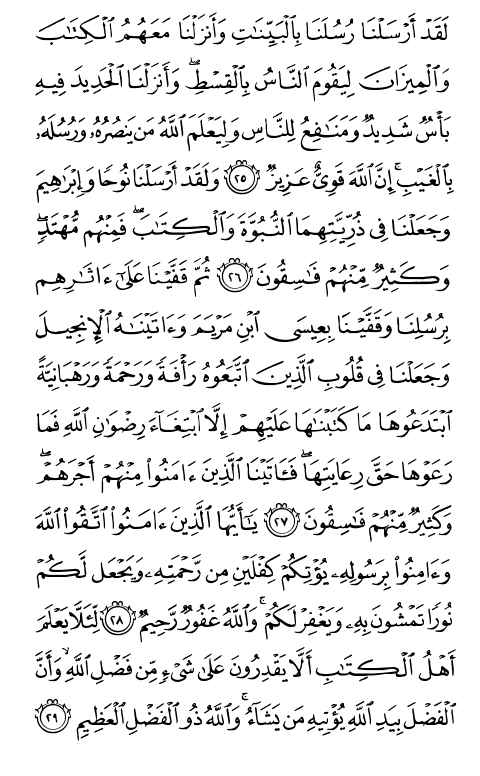 لَقَدۡ أَرۡسَلۡنَا رُسُلَنَا بِٱلۡبَيِّنَٰتِ وَأَنزَلۡنَا مَعَهُمُ ٱلۡكِتَٰبَ
وَٱلۡمِيزَانَ لِيَقُومَ ٱلنَّاسُ بِٱلۡقِسۡطِۖ وَأَنزَلۡنَا ٱلۡحَدِيدَ فِيهِ
بَأۡسٞ شَدِيدٞ وَمَنَٰفِعُ لِلنَّاسِ وَلِيَعۡلَمَ ٱللَّهُ مَن يَنصُرُهُۥ وَرُسُلَهُۥ
بِٱلۡغَيۡبِۚ إِنَّ ٱللَّهَ قَوِيٌّ عَزِيزٞ ٢٥ وَلَقَدۡ أَرۡسَلۡنَا نُوحٗا وَإِبۡرَٰهِيمَ
وَجَعَلۡنَا فِي ذُرِّيَّتِهِمَا ٱلنُّبُوَّةَ وَٱلۡكِتَٰبَۖ فَمِنۡهُم مُّهۡتَدٖۖ
وَكَثِيرٞ مِّنۡهُمۡ فَٰسِقُونَ ٢٦ ثُمَّ قَفَّيۡنَا عَلَىٰٓ ءَاثَٰرِهِم
بِرُسُلِنَا وَقَفَّيۡنَا بِعِيسَى ٱبۡنِ مَرۡيَمَ وَءَاتَيۡنَٰهُ ٱلۡإِنجِيلَ
وَجَعَلۡنَا فِي قُلُوبِ ٱلَّذِينَ ٱتَّبَعُوهُ رَأۡفَةٗ وَرَحۡمَةٗ وَرَهۡبَانِيَّةً
ٱبۡتَدَعُوهَا مَا كَتَبۡنَٰهَا عَلَيۡهِمۡ إِلَّا ٱبۡتِغَآءَ رِضۡوَٰنِ ٱللَّهِ فَمَا
رَعَوۡهَا حَقَّ رِعَايَتِهَاۖ فَـَٔاتَيۡنَا ٱلَّذِينَ ءَامَنُواْ مِنۡهُمۡ أَجۡرَهُمۡۖ
وَكَثِيرٞ مِّنۡهُمۡ فَٰسِقُونَ ٢٧ يَٰٓأَيُّهَا ٱلَّذِينَ ءَامَنُواْ ٱتَّقُواْ ٱللَّهَ
وَءَامِنُواْ بِرَسُولِهِۦ يُؤۡتِكُمۡ كِفۡلَيۡنِ مِن رَّحۡمَتِهِۦ وَيَجۡعَل لَّكُمۡ
نُورٗا تَمۡشُونَ بِهِۦ وَيَغۡفِرۡ لَكُمۡۚ وَٱللَّهُ غَفُورٞ رَّحِيمٞ ٢٨ لِّئَلَّا يَعۡلَمَ
أَهۡلُ ٱلۡكِتَٰبِ أَلَّا يَقۡدِرُونَ عَلَىٰ شَيۡءٖ مِّن فَضۡلِ ٱللَّهِۙ وَأَنَّ
ٱلۡفَضۡلَ بِيَدِ ٱللَّهِ يُؤۡتِيهِ مَن يَشَآءُۚ وَٱللَّهُ ذُو ٱلۡفَضۡلِ ٱلۡعَظِيمِ ٢٩